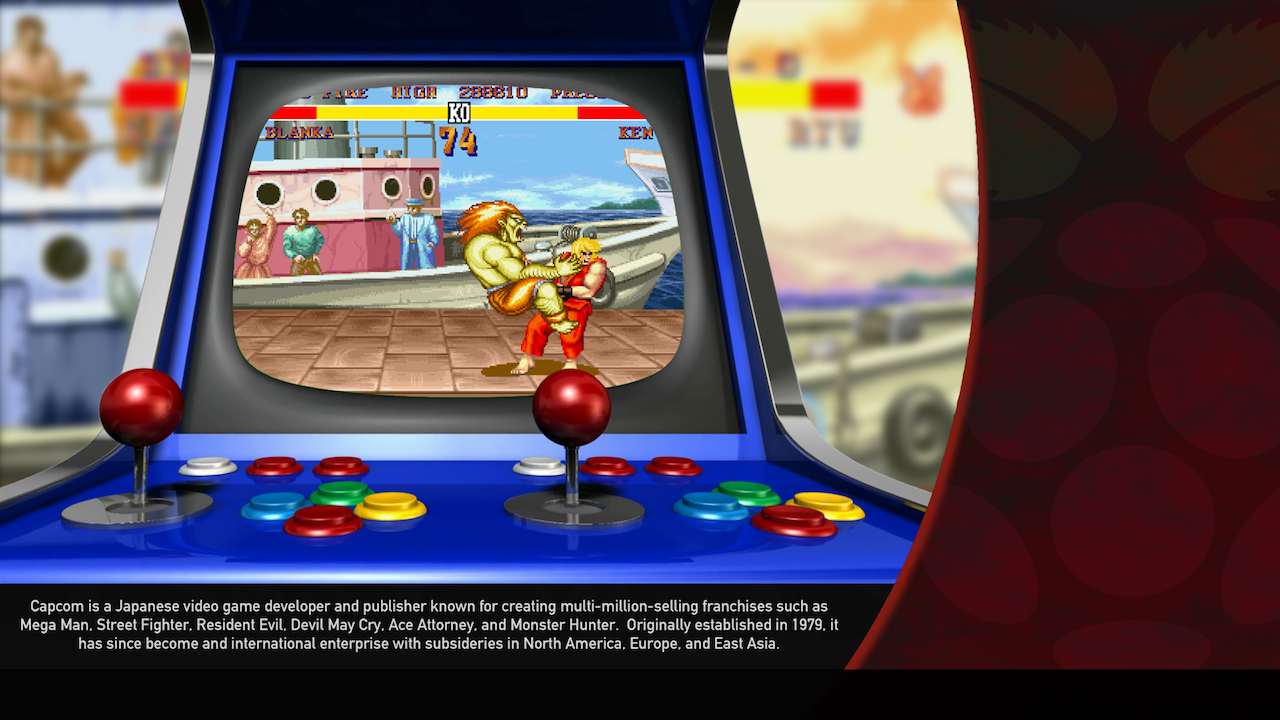 HIGH 288610
KO
BLANKA 74 KEN
RYU
Capcom is a Japanese video game developer and publisher known for creating multi-million-selling franchises such as
Mega Man, Street Fighter, Resident Evil, Devil May Cry, Ace Attorney, and Monster Hunter. Originally established in 1979, it
has since become and international enterprise with subsideries in North America, Europe, and East Asia.